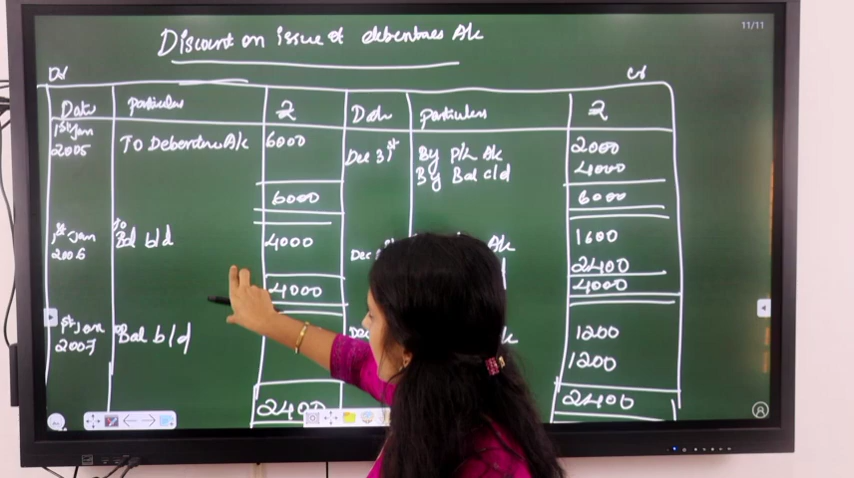 11/11
Discount on issue of debentures A/c
Dr Cr
Date Particulars ₹ Date Particulars ₹
1st Jan 2005 To Debenture A/c 6000 Dec 31st By P/L A/c 2000
By Bal c/d 4000
6000 6000
1st Jan 2006 To Bal b/d 4000 Dec A/c 1600
2400
4000 4000
1st Jan 2007 Bal b/d Dec 1200
1200
2400 2400